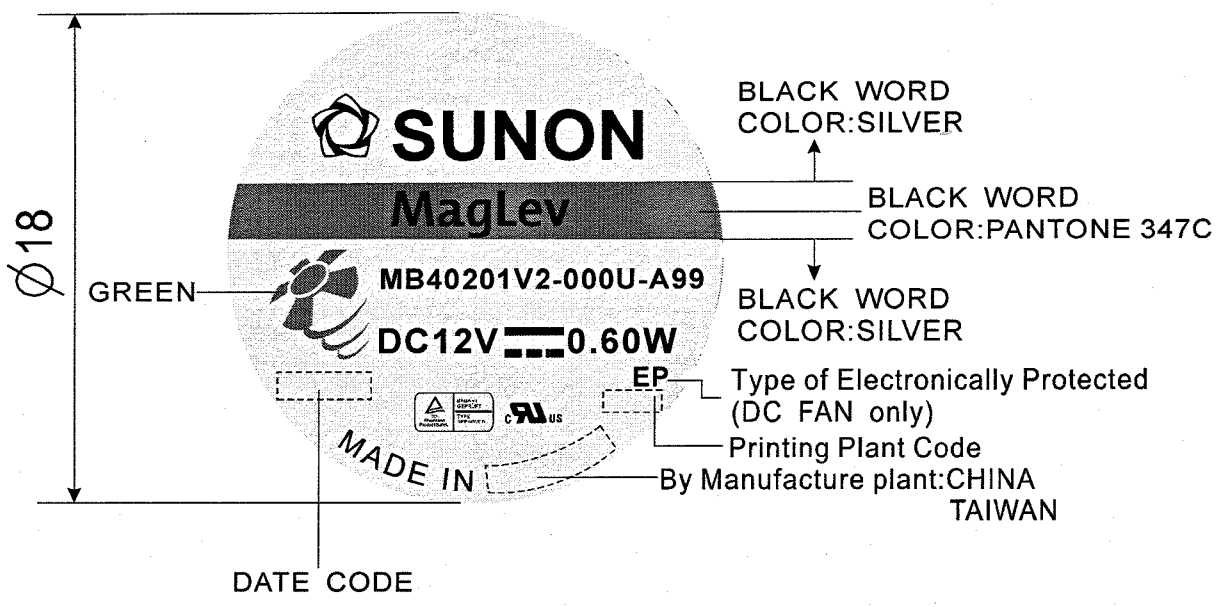 BLACK WORD
COLOR:SILVER
SUNON
BLACK WORD
COLOR:PANTONE 347C
MagLev
Ø18
GREEN
MB40201V2-000U-A99
BLACK WORD
COLOR:SILVER
DC12V 0.60W
EP
Type of Electronically Protected
(DC FAN only)
c US
Printing Plant Code
MADE IN
By Manufacture plant:CHINA
TAIWAN
DATE CODE